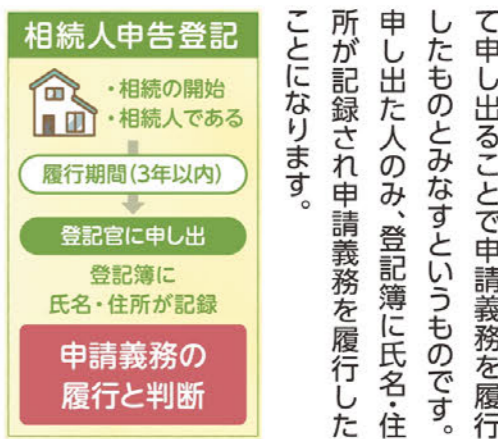 て申し出ることで申請義務を履行
したものとみなすというものです。
申し出た人のみ、登記簿に氏名・住
所が記録され申請義務を履行した
ことになります。
相続人申告登記
・相続の開始
・相続人である
履行期間(3年以内)
登記官に申し出
登記簿に
氏名・住所が記録
申請義務の
履行と判断